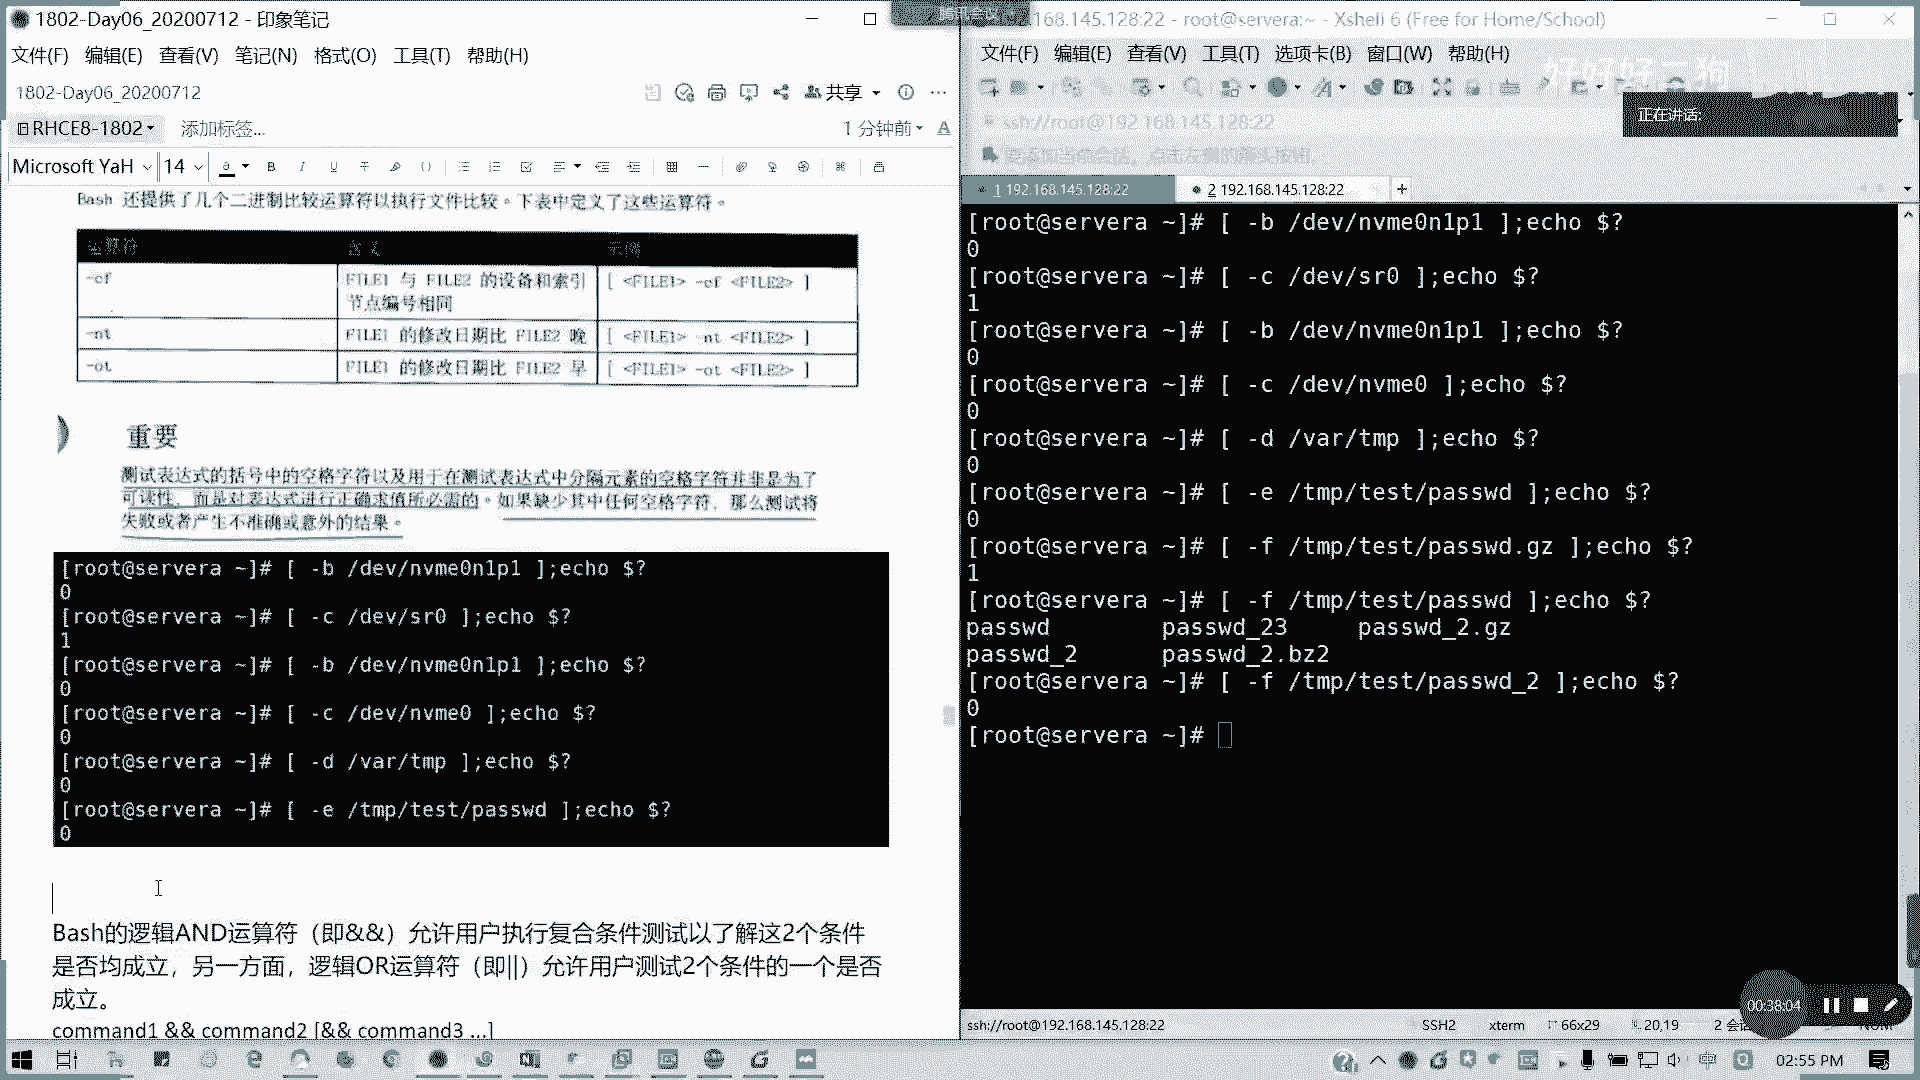 1802-Day06_20200712 - 印象笔记
文件(F) 编辑(E) 查看(V) 笔记(N) 格式(O) 工具(T) 帮助(H)
1802-Day06_20200712
共享
RHCE8-1802 添加标签...
1 分钟前
Microsoft YaH 14
Bash 还提供了几个二进制比较运算符以执行文件比较。下表中定义了这些运算符。
运算符 含义 示例
-ef FILE1 与 FILE2 的设备和索引节点编号相同 [ <FILE1> -ef <FILE2> ]
-nt FILE1 的修改日期比 FILE2 晚 [ <FILE1> -nt <FILE2> ]
-ot FILE1 的修改日期比 FILE2 早 [ <FILE1> -ot <FILE2> ]
重要
测试表达式的括号中的空格字符以及用于在测试表达式中分隔元素的空格字符并非是为了
可读性，而是对表达式进行正确求值所必需的。如果缺少其中任何空格字符，那么测试将
失败或者产生不准确或意外的结果。
[root@servera ~]# [ -b /dev/nvme0n1p1 ];echo $?
0
[root@servera ~]# [ -c /dev/sr0 ];echo $?
1
[root@servera ~]# [ -b /dev/nvme0n1p1 ];echo $?
0
[root@servera ~]# [ -c /dev/nvme0 ];echo $?
0
[root@servera ~]# [ -d /var/tmp ];echo $?
0
[root@servera ~]# [ -e /tmp/test/passwd ];echo $?
0
Bash的逻辑AND运算符（即&&）允许用户执行复合条件测试以了解这2个条件
是否均成立，另一方面，逻辑OR运算符（即||）允许用户测试2个条件的一个是否
成立。
command1 && command2 [&& command3 ...]
腾讯会议
168.145.128:22 - root@servera:~ - Xshell 6 (Free for Home/School)
文件(F) 编辑(E) 查看(V) 工具(T) 选项卡(B) 窗口(W) 帮助(H)
好好好二狗
正在讲话:
ssh://root@192.168.145.128:22
要添加当前会话，点击左侧的箭头按钮。
1 192.168.145.128:22 2 192.168.145.128:22 +
[root@servera ~]# [ -b /dev/nvme0n1p1 ];echo $?
0
[root@servera ~]# [ -c /dev/sr0 ];echo $?
1
[root@servera ~]# [ -b /dev/nvme0n1p1 ];echo $?
0
[root@servera ~]# [ -c /dev/nvme0 ];echo $?
0
[root@servera ~]# [ -d /var/tmp ];echo $?
0
[root@servera ~]# [ -e /tmp/test/passwd ];echo $?
0
[root@servera ~]# [ -f /tmp/test/passwd.gz ];echo $?
1
[root@servera ~]# [ -f /tmp/test/passwd ];echo $?
passwd passwd_23 passwd_2.gz
passwd_2 passwd_2.bz2
[root@servera ~]# [ -f /tmp/test/passwd_2 ];echo $?
0
[root@servera ~]#
00:38:04
ssh://root@192.168.145.128:22 SSH2 xterm 66x29 20,19
中 02:55 PM